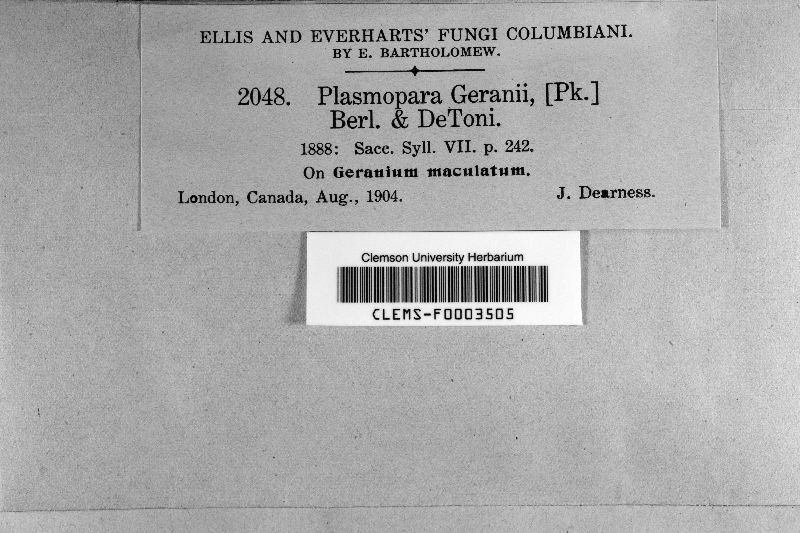 ELLIS AND EVERHARTS' FUNGI COLUMBIANI.
BY E. BARTHOLOMEW.
2048. Plasmopara Geranii, [Pk.]
Berl. & DeToni.
1888: Sacc. Syll. VII. p. 242.
On Geranium maculatum.
London, Canada, Aug., 1904. J. Dearness.
Clemson University Herbarium
CLEMS-F0003505